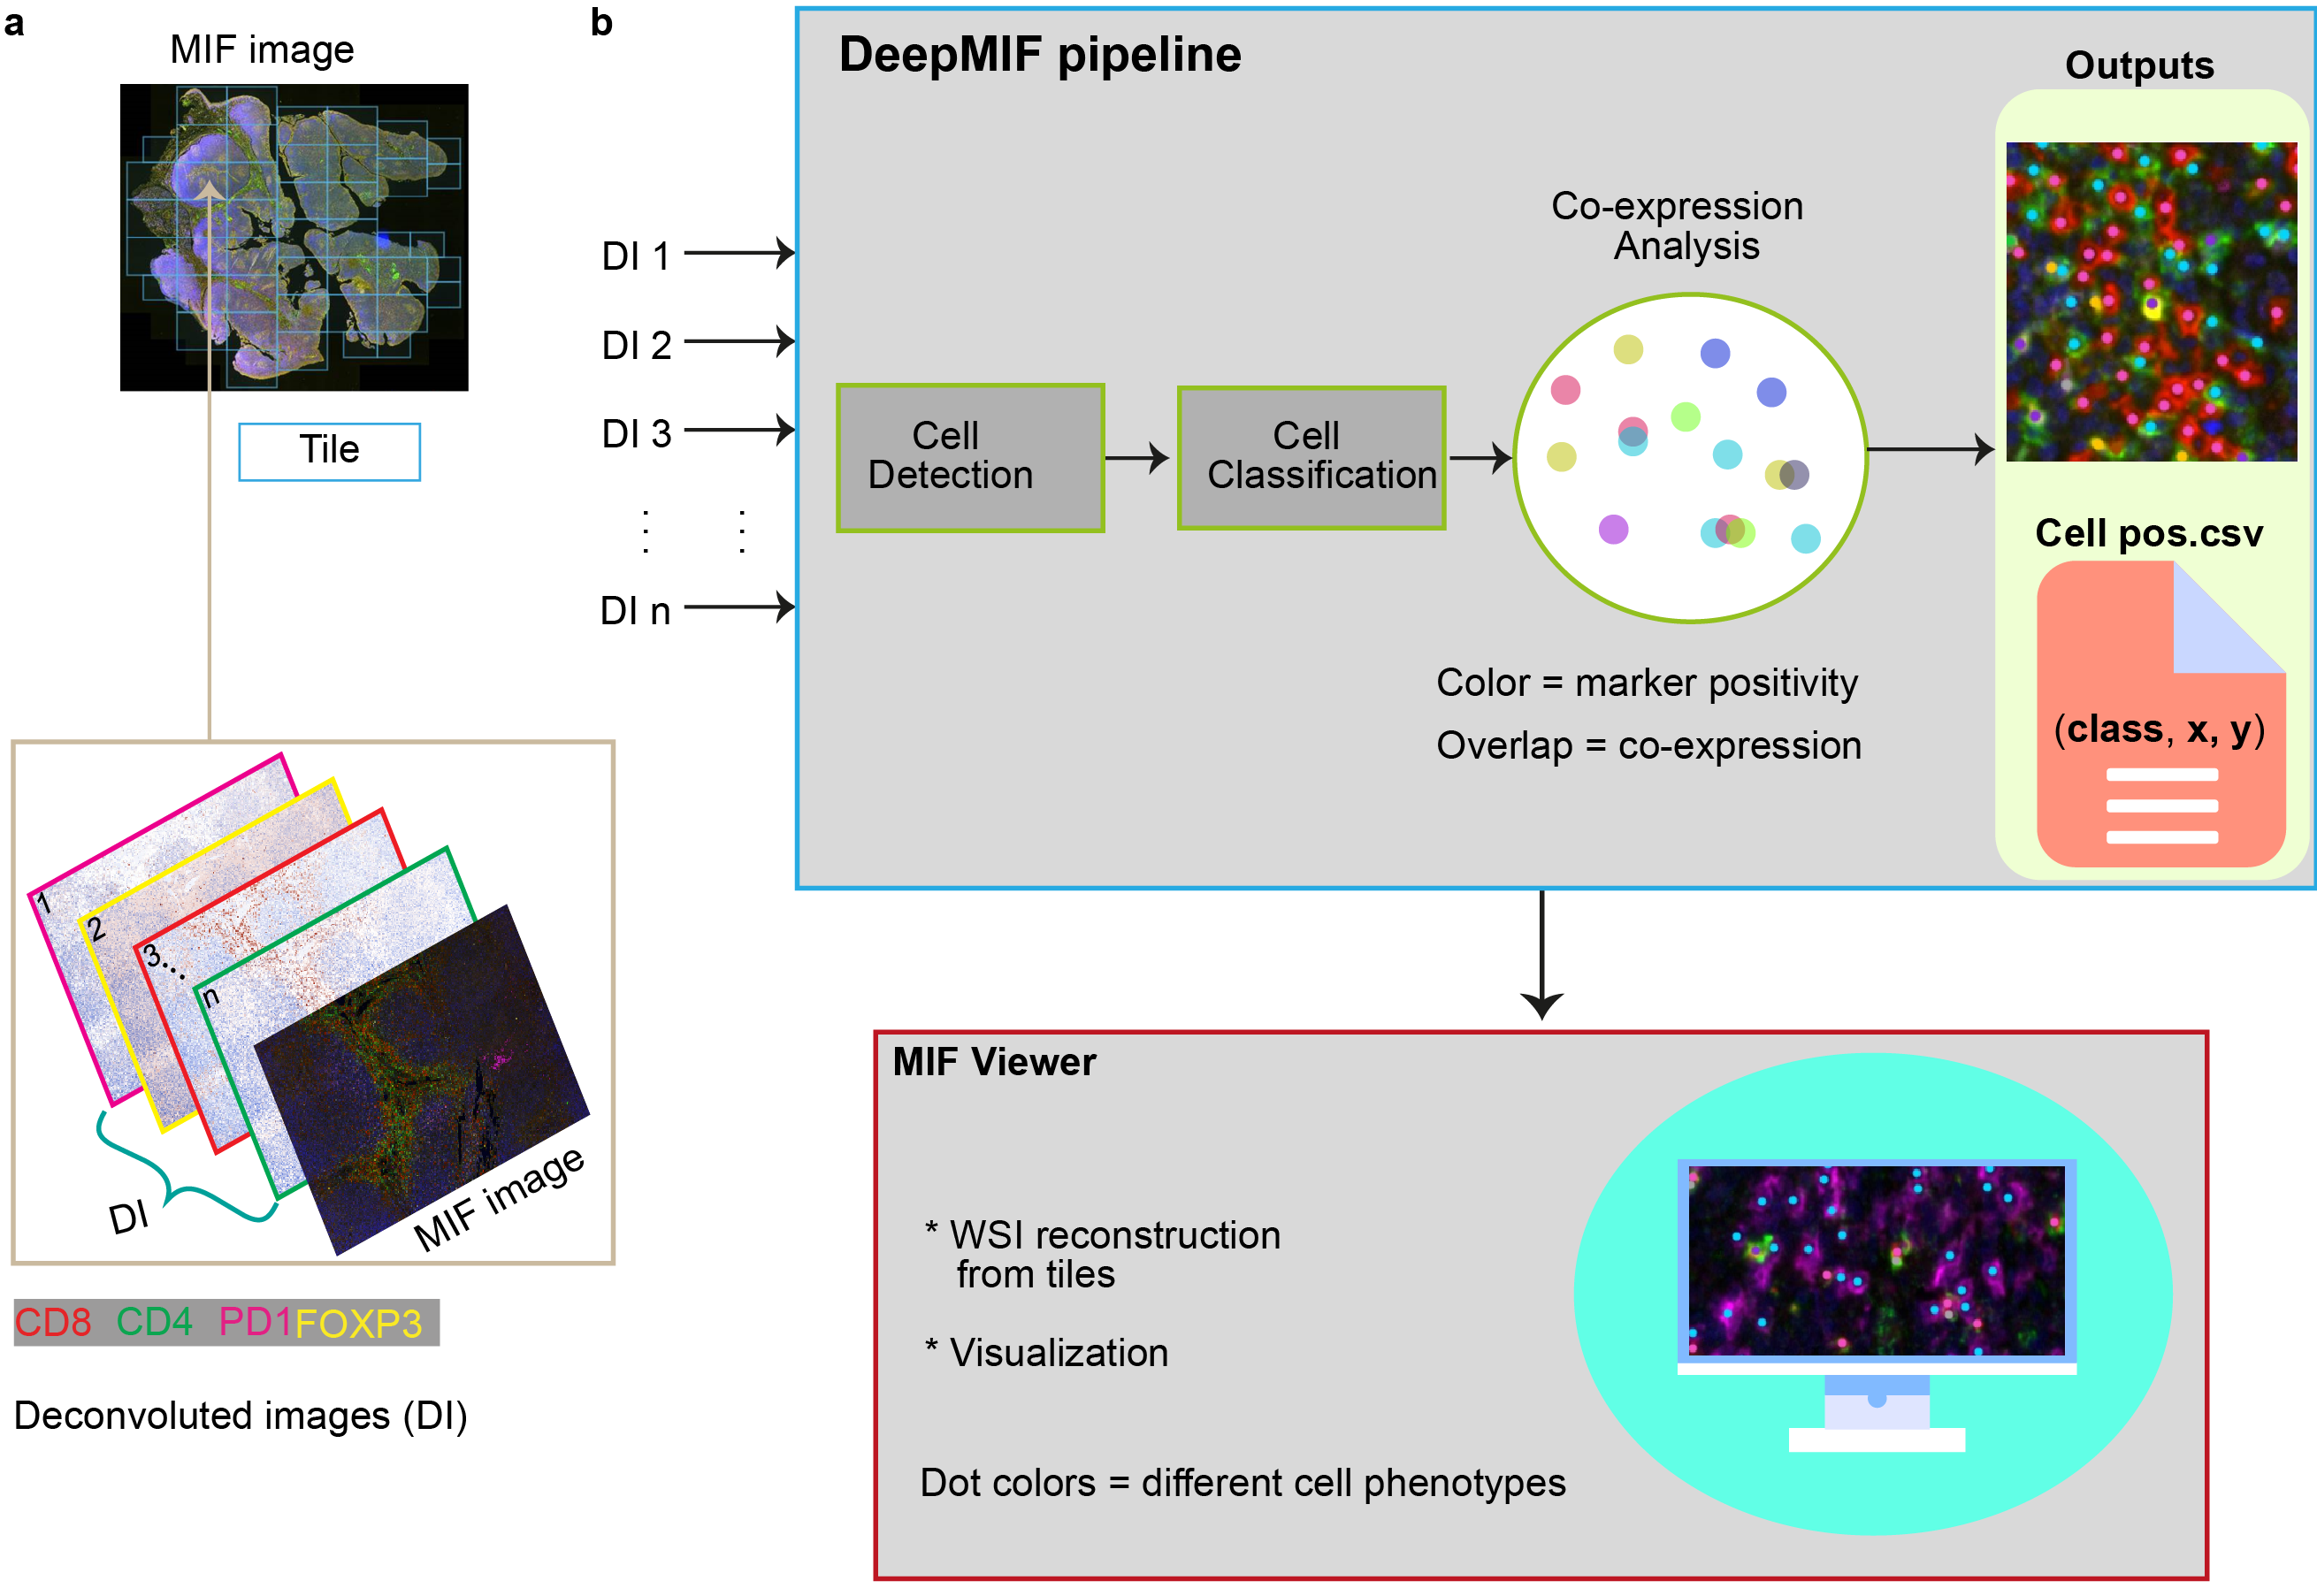 a
MIF image
Tile
1
2
3...
n
DI
MIF image
CD8 CD4 PD1 FOXP3
Deconvoluted images (DI)
b
DeepMIF pipeline
DI 1
DI 2
DI 3
DI n
Cell
Detection
Cell
Classification
Co-expression
Analysis
Color = marker positivity
Overlap = co-expression
Outputs
Cell pos.csv
(class, x, y)
MIF Viewer
* WSI reconstruction
from tiles
* Visualization
Dot colors = different cell phenotypes